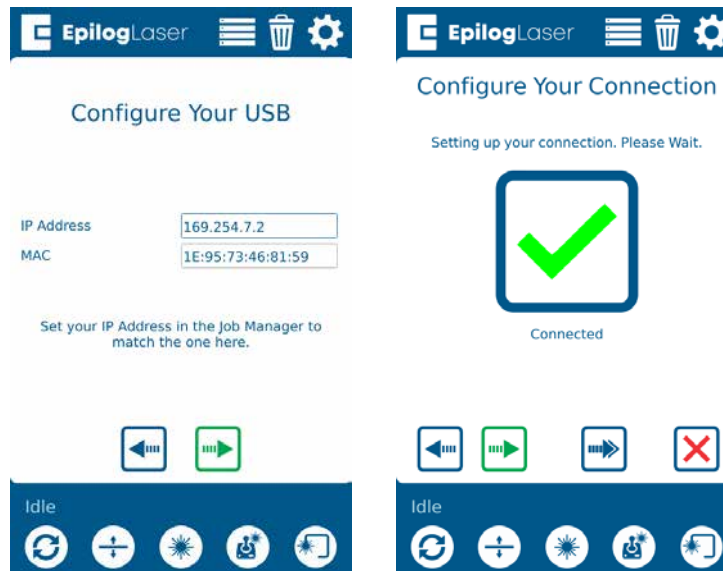 EpilogLaser
Configure Your USB
IP Address 169.254.7.2
MAC 1E:95:73:46:81:59
Set your IP Address in the Job Manager to
match the one here.
Idle
EpilogLaser
Configure Your Connection
Setting up your connection. Please Wait.
Connected
Idle